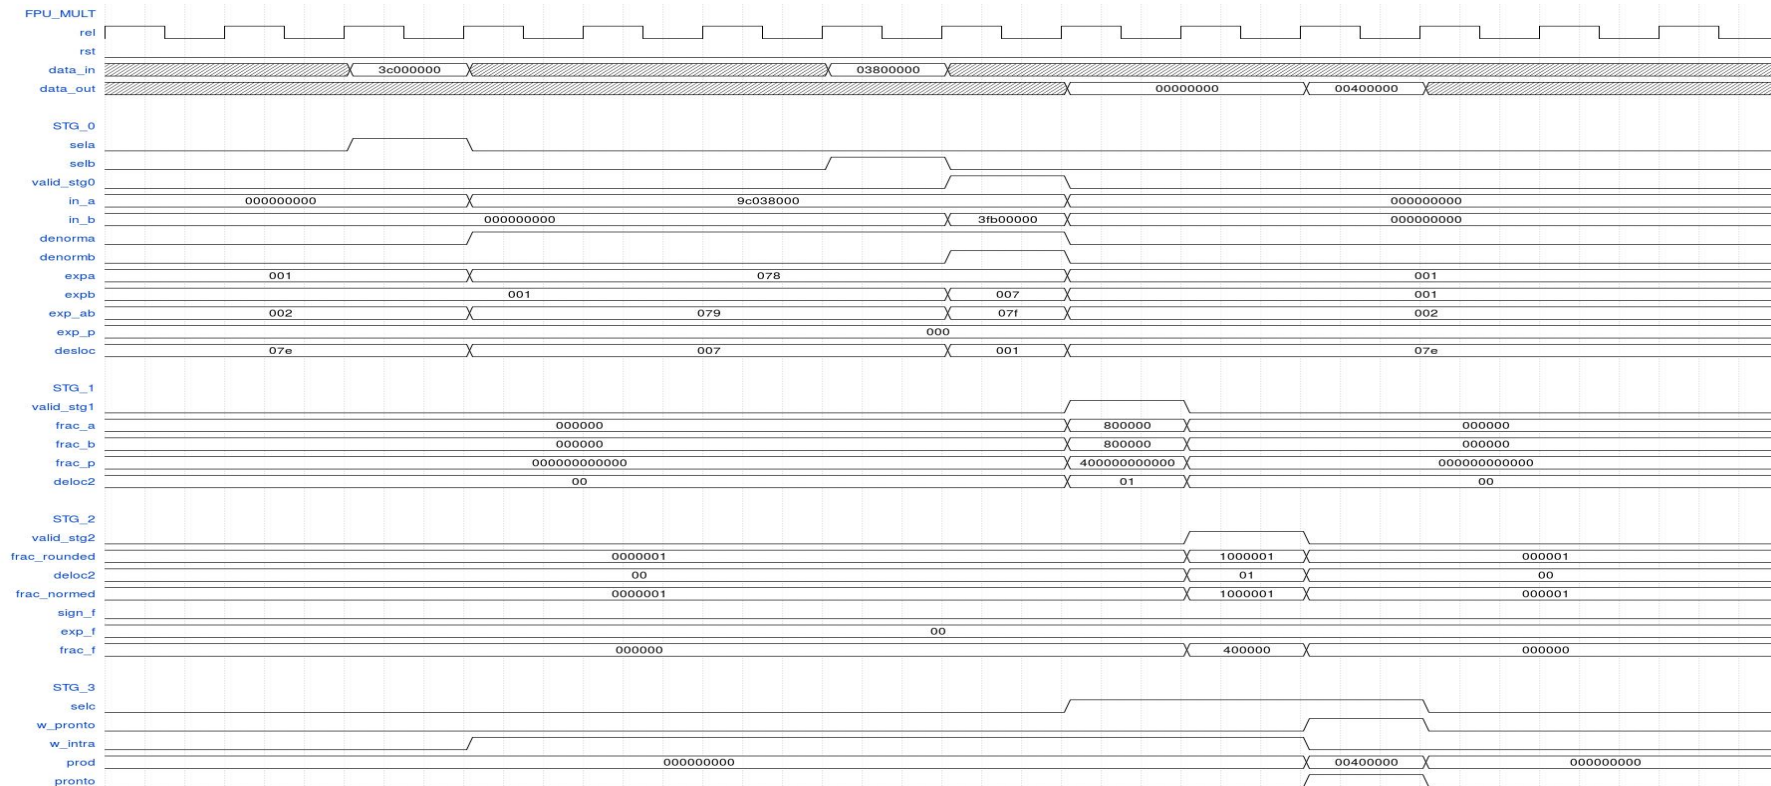 FPU_MULT
rel
rst
data_in 3c000000 03800000
data_out 00000000 00400000
STG_0
sela
selb
valid_stg0
in_a 000000000 9c038000 000000000
in_b 000000000 3fb00000 000000000
denorma
denormb
expa 001 078 001
expb 001 007 001
exp_ab 002 079 07f 002
exp_p 000
desloc 07e 007 001 07e
STG_1
valid_stg1
frac_a 000000 800000 000000
frac_b 000000 800000 000000
frac_p 000000000000 400000000000 000000000000
deloc2 00 01 00
STG_2
valid_stg2
frac_rounded 0000001 1000001 000001
deloc2 00 01 00
frac_normed 0000001 1000001 000001
sign_f
exp_f 00
frac_f 000000 400000 000000
STG_3
selc
w_pronto
w_intra
prod 000000000 00400000 000000000
pronto